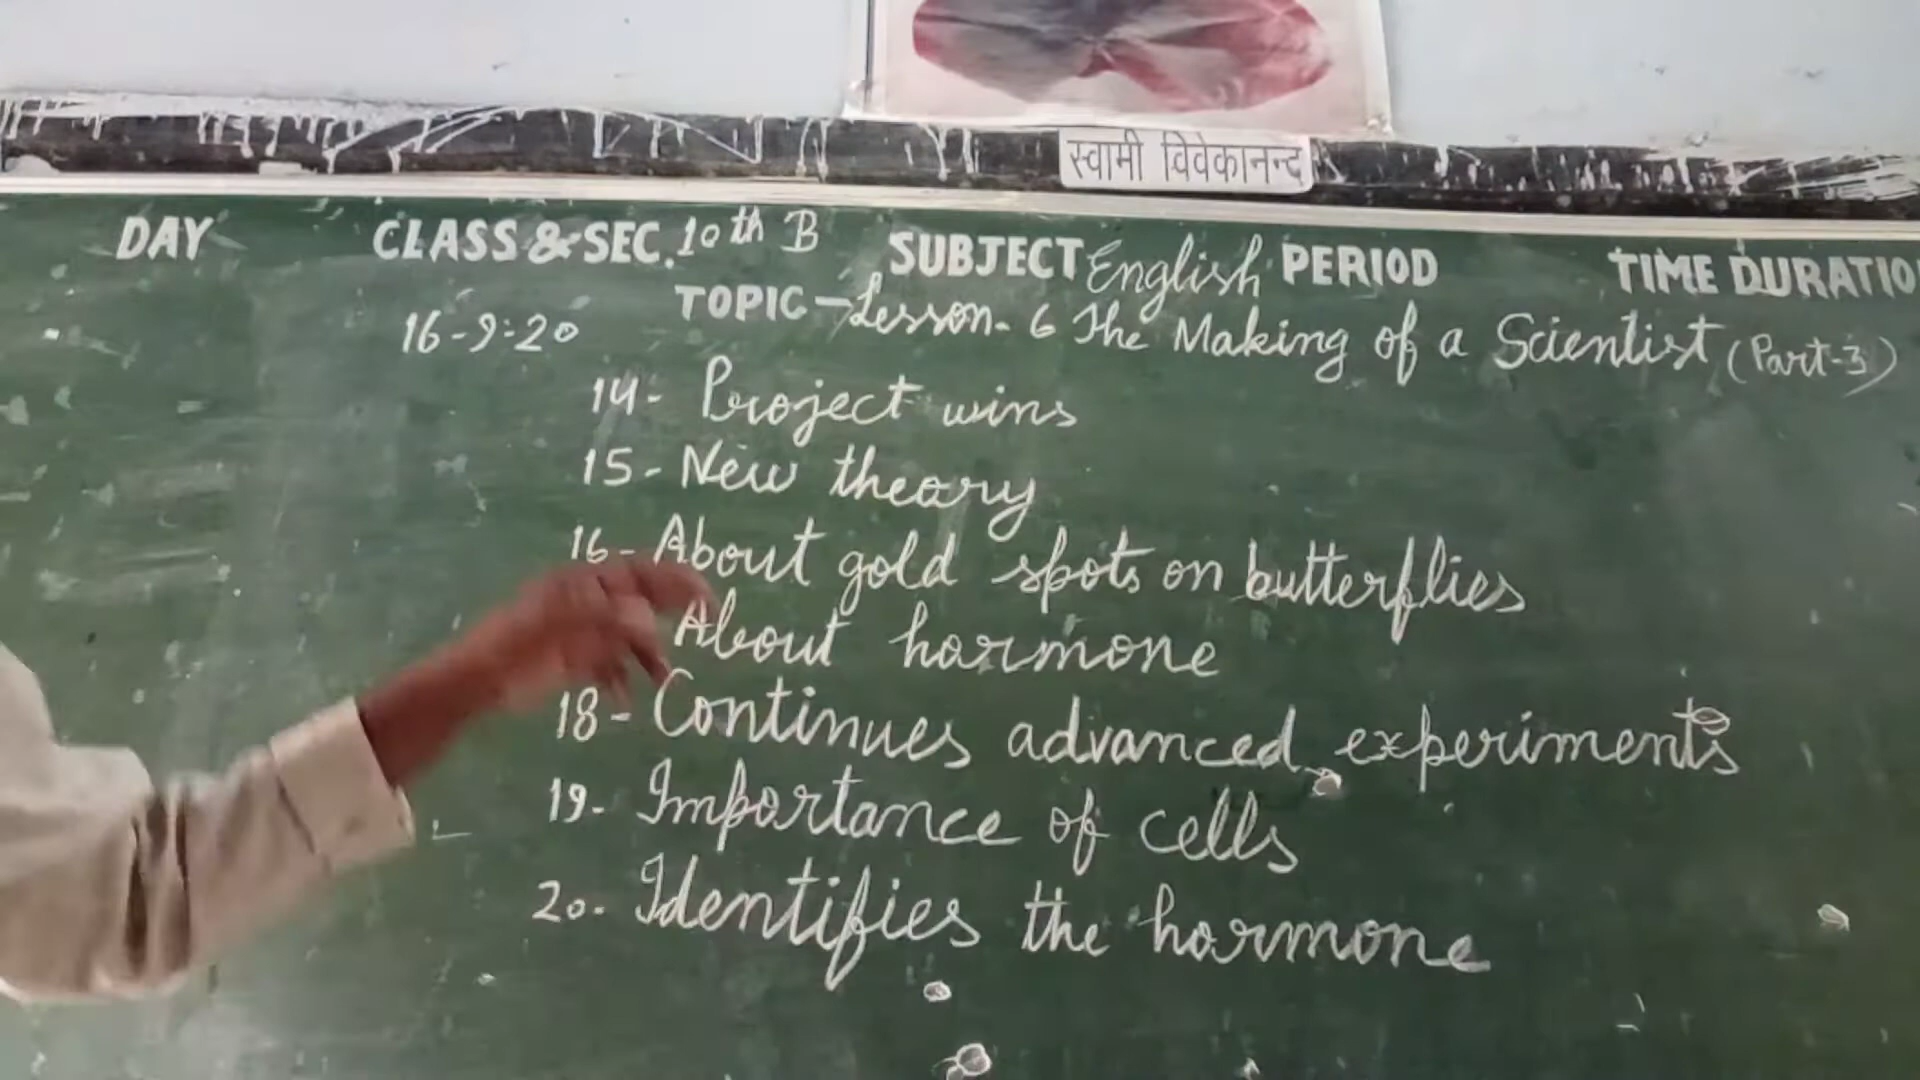 स्वामी विवेकानन्द
DAY CLASS & SEC. 10th B SUBJECT English PERIOD TIME DURATIO
TOPIC - Lesson- 6 The Making of a Scientist (Part-3)
16-9-20
14- Project wins
15- New theory
16- About gold spots on butterflies
About hormone
18- Continues advanced experiments
19- Importance of cells
20- Identifies the hormone